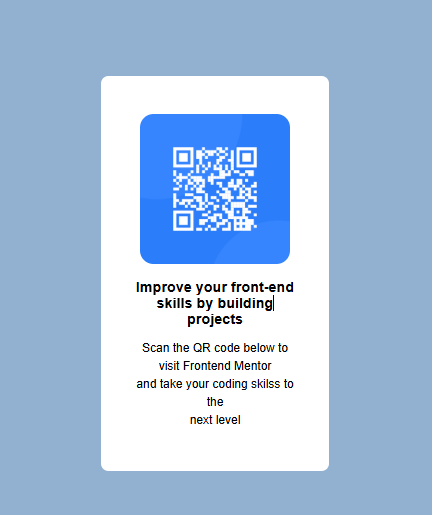 Improve your front-end
skills by building
projects
Scan the QR code below to
visit Frontend Mentor
and take your coding skilss to
the
next level